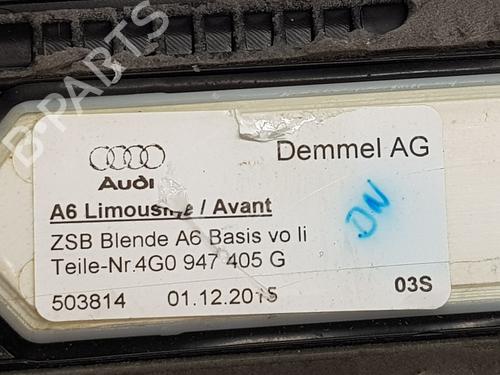 B-PARTS
Audi
Demmel AG
A6 Limousine / Avant
ZSB Blende A6 Basis vo li
Teile-Nr.4G0 947 405 G
503814 01.12.2015 03S
DN